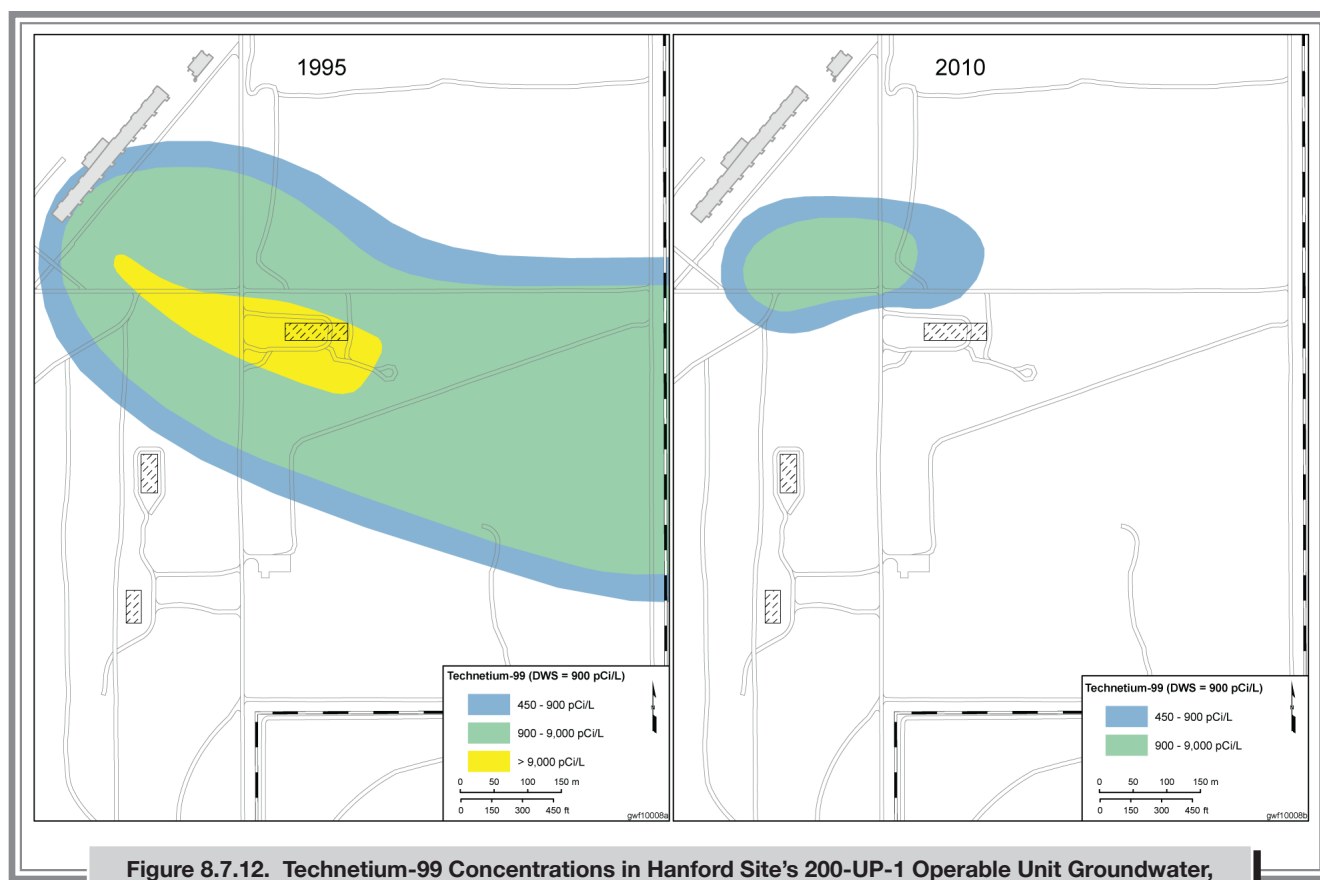 1995
Technetium-99 (DWS = 900 pCi/L)
450 - 900 pCi/L
900 - 9,000 pCi/L
> 9,000 pCi/L
0 50 100 150 m
0 150 300 450 ft
gwf10008a
2010
Technetium-99 (DWS = 900 pCi/L)
450 - 900 pCi/L
900 - 9,000 pCi/L
0 50 100 150 m
0 150 300 450 ft
gwf10008b
Figure 8.7.12. Technetium-99 Concentrations in Hanford Site's 200-UP-1 Operable Unit Groundwater,